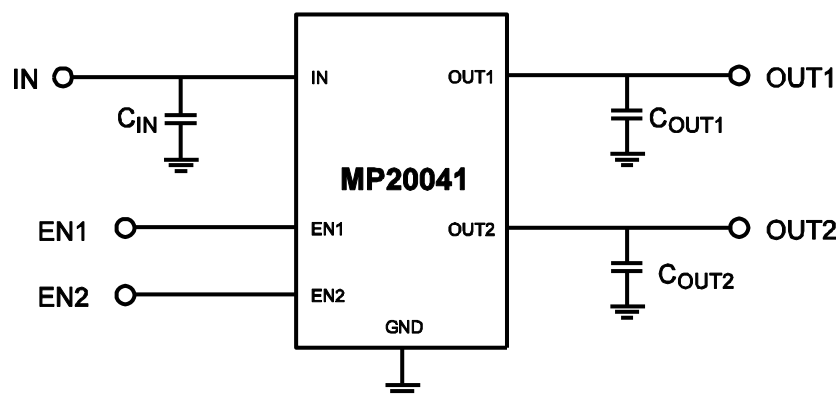 IN
IN
OUT1
OUT1
CIN
COUT1
MP20041
EN1
EN1
OUT2
OUT2
EN2
EN2
COUT2
GND